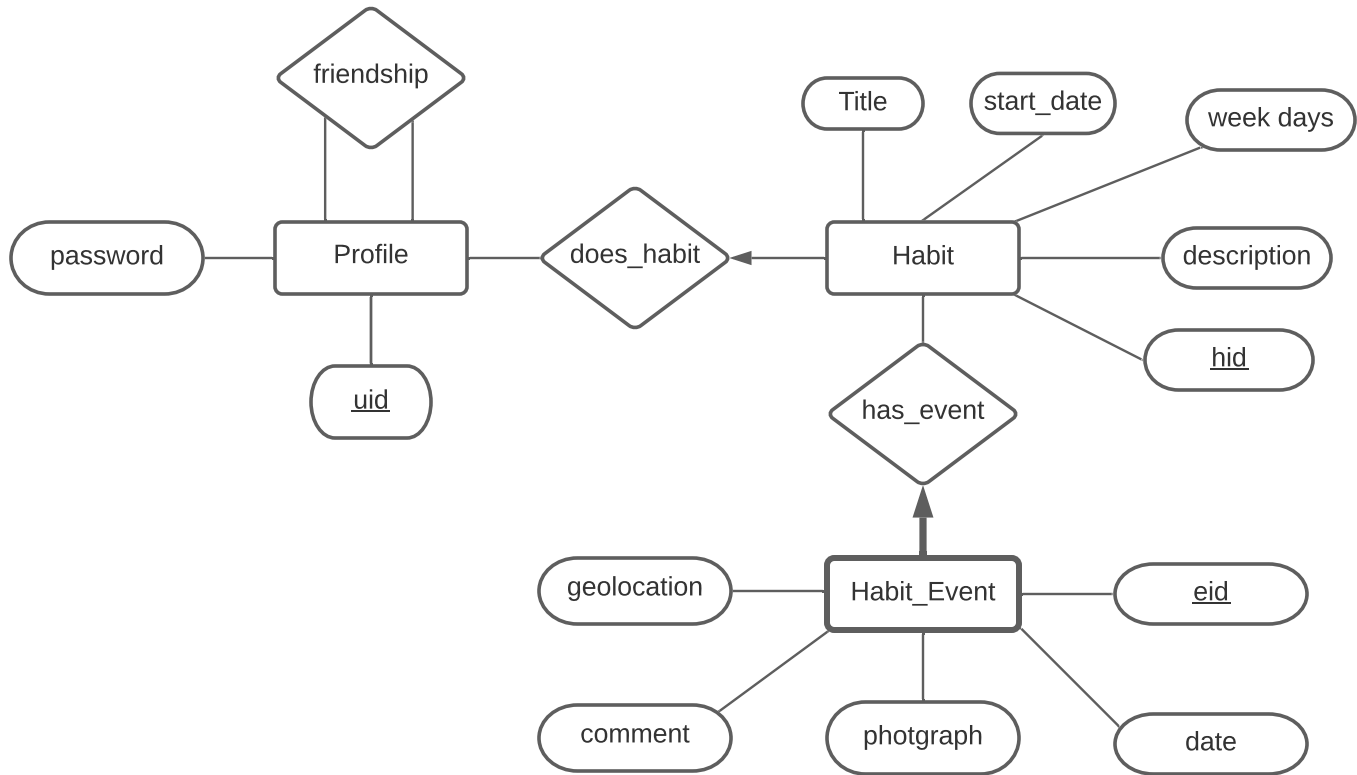 friendship
Title
start_date
week days
password
Profile
does_habit
Habit
description
hid
uid
has_event
geolocation
Habit_Event
eid
comment
photgraph
date